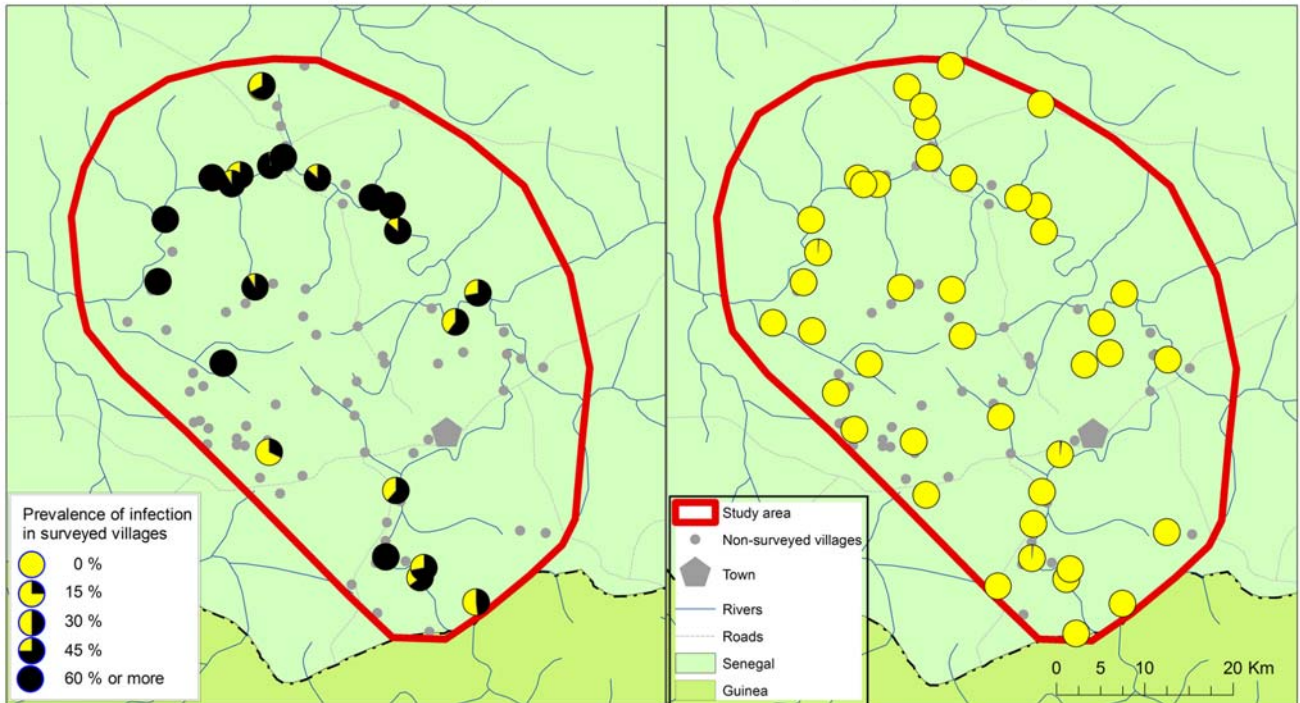 Prevalence of infection
in surveyed villages
0 %
15 %
30 %
45 %
60 % or more
Study area
Non-surveyed villages
Town
Rivers
Roads
Senegal
Guinea
0 5 10 20 Km